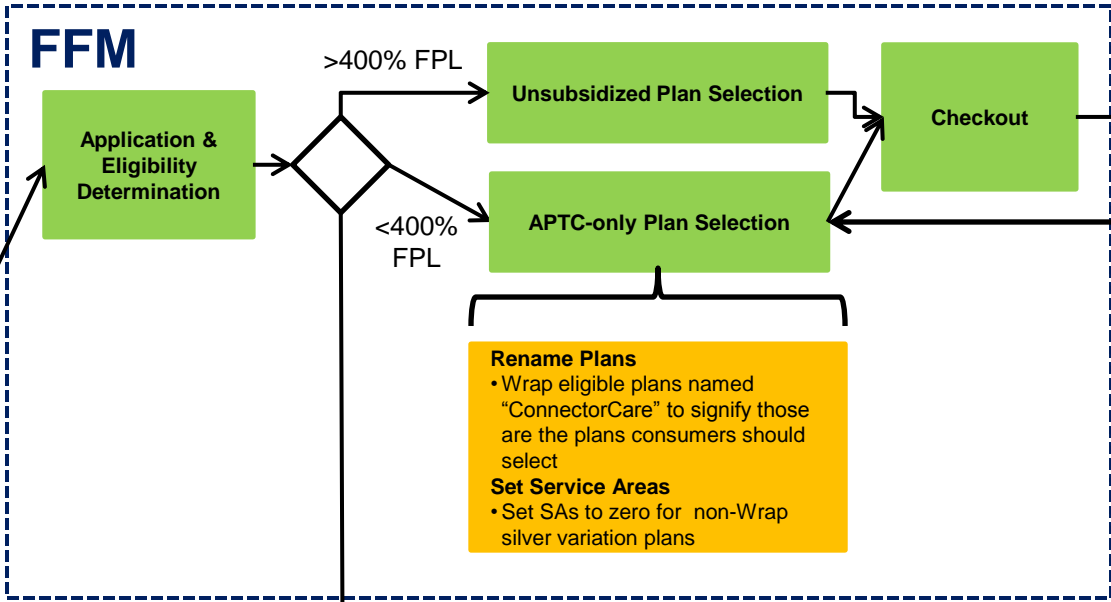 FFM
>400% FPL
Application &
Eligibility
Determination
Unsubsidized Plan Selection
Checkout
<400%
FPL
APTC-only Plan Selection
Rename Plans
• Wrap eligible plans named
“ConnectorCare” to signify those
are the plans consumers should
select
Set Service Areas
• Set SAs to zero for  non-Wrap
silver variation plans